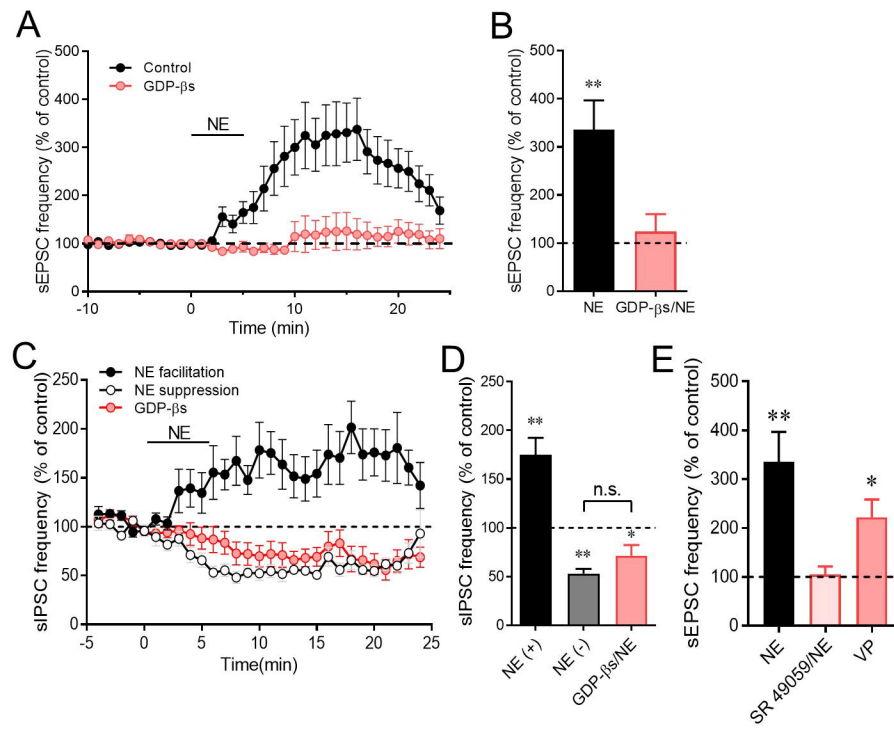 A
sEPSC frequency (% of control)
500
400
300
200
100
0
Control
GDP-βs
NE
-10
0
10
20
Time (min)
B
sEPSC freuqency (% of control)
500
400
300
200
100
0
**
NE
GDP-βs/NE
C
sIPSC frequency (% of control)
250
200
150
100
50
0
NE facilitation
NE suppression
GDP-βs
NE
-5
0
5
10
15
20
25
Time(min)
D
sIPSC frequency (% of control)
250
200
150
100
50
0
**
**
n.s.
*
NE (+)
NE (-)
GDP-βs/NE
E
sEPSC frequency (% of control)
500
400
300
200
100
0
**
*
NE
SR 49059/NE
VP